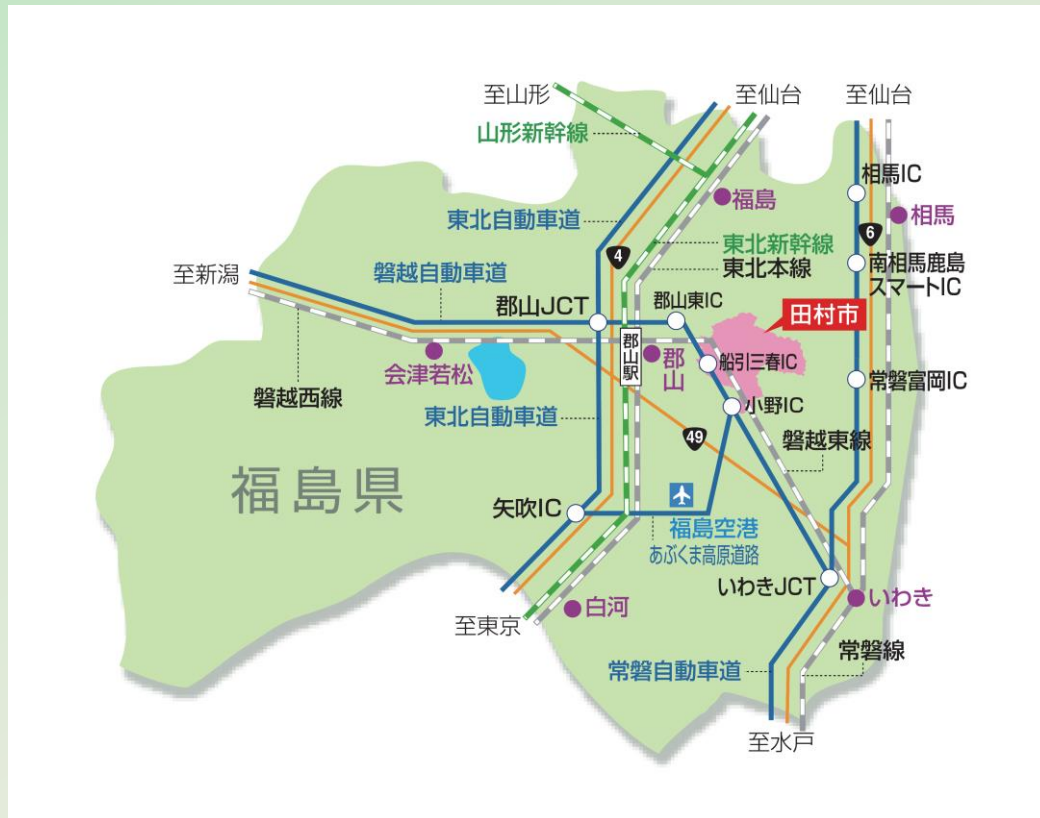 至山形
至仙台
至仙台
山形新幹線
相馬IC
福島
相馬
東北自動車道
4
6
東北新幹線
東北本線
南相馬鹿島
スマートIC
至新潟
磐越自動車道
郡山JCT
郡山東IC
田村市
郡山駅
郡山
船引三春IC
会津若松
常磐富岡IC
磐越西線
小野IC
東北自動車道
49
磐越東線
福島県
矢吹IC
福島空港
あぶくま高原道路
いわきJCT
いわき
白河
至東京
常磐線
常磐自動車道
至水戸